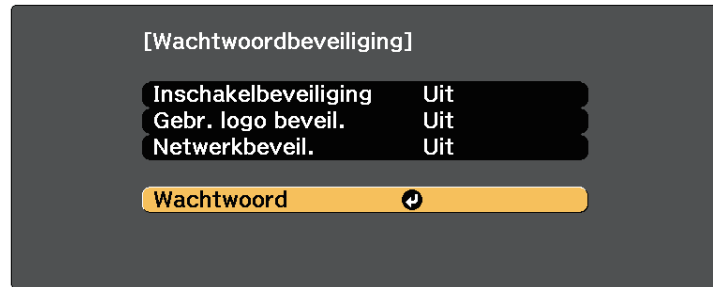 [Wachtwoordbeveiliging]
Inschakelbeveiliging Uit
Gebr. logo beveil. Uit
Netwerkbeveil. Uit
Wachtwoord